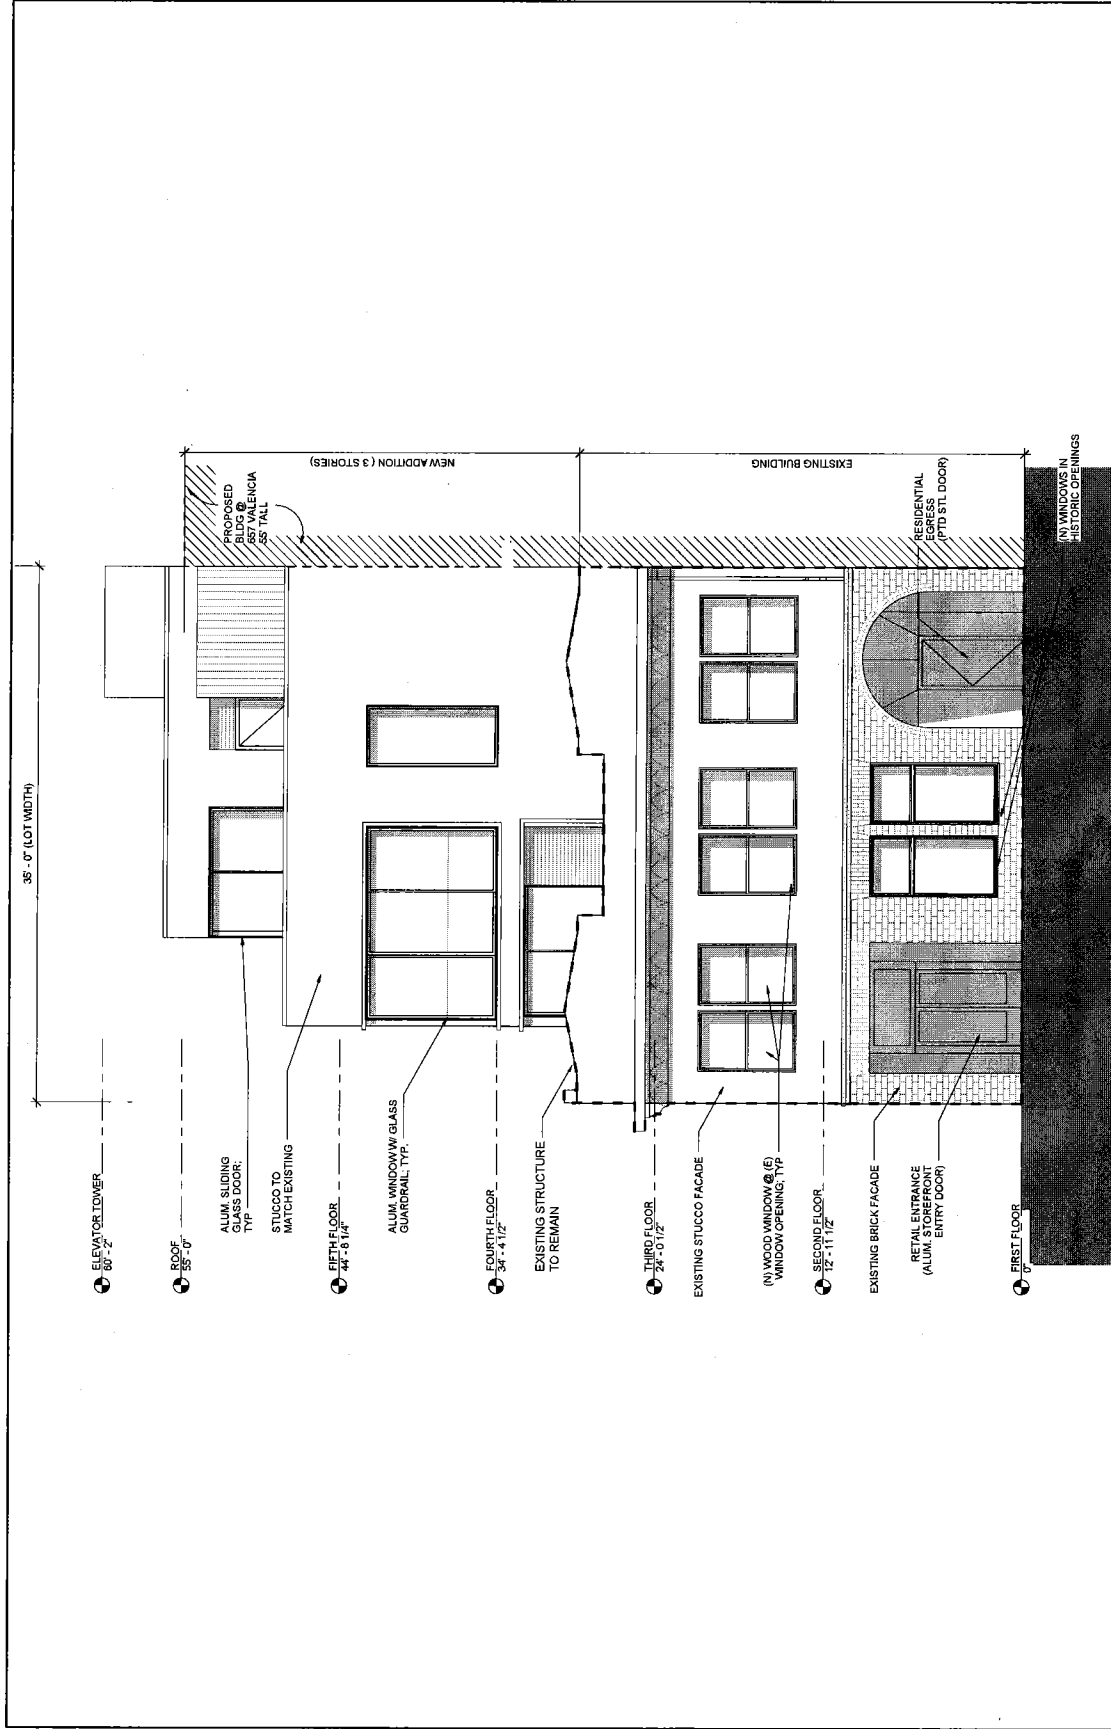 35' - 0" (LOT WIDTH)
ELEVATOR TOWER
60' - 2"
ROOF
55' - 0"
FIFTH FLOOR
44' - 8 1/4"
FOURTH FLOOR
34' - 4 1/2"
THIRD FLOOR
24' - 0 1/2"
SECOND FLOOR
12' - 11 1/2"
FIRST FLOOR
0"
ALUM. SLIDING
GLASS DOOR;
TYP
STUCCO TO
MATCH EXISTING
ALUM. WINDOW W/ GLASS
GUARDRAIL; TYP.
EXISTING STRUCTURE
TO REMAIN
EXISTING STUCCO FACADE
(N) WOOD WINDOW @ (E)
WINDOW OPENING; TYP
EXISTING BRICK FACADE
RETAIL ENTRANCE
(ALUM. STOREFRONT
ENTRY DOOR)
PROPOSED
BLDG @
657 VALENCIA
55' TALL
NEW ADDITION ( 3 STORIES)
EXISTING BUILDING
RESIDENTIAL
EGRESS
(PTD STL DOOR)
(N) WINDOWS IN
HISTORIC OPENINGS